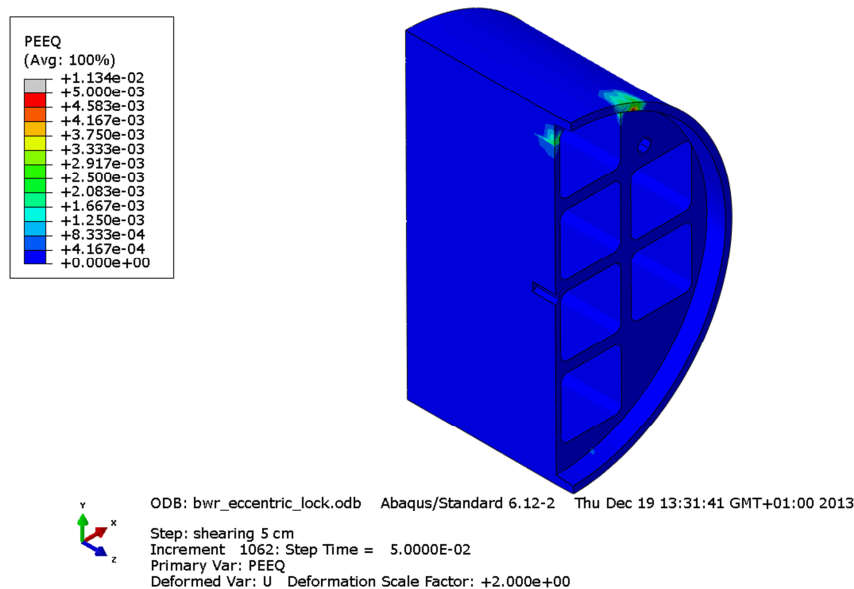 PEEQ
(Avg: 100%)
+1.134e-02
+5.000e-03
+4.583e-03
+4.167e-03
+3.750e-03
+3.333e-03
+2.917e-03
+2.500e-03
+2.083e-03
+1.667e-03
+1.250e-03
+8.333e-04
+4.167e-04
+0.000e+00
Y
X
Z
ODB: bwr_eccentric_lock.odb Abaqus/Standard 6.12-2 Thu Dec 19 13:31:41 GMT+01:00 2013
Step: shearing 5 cm
Increment 1062: Step Time = 5.0000E-02
Primary Var: PEEQ
Deformed Var: U Deformation Scale Factor: +2.000e+00